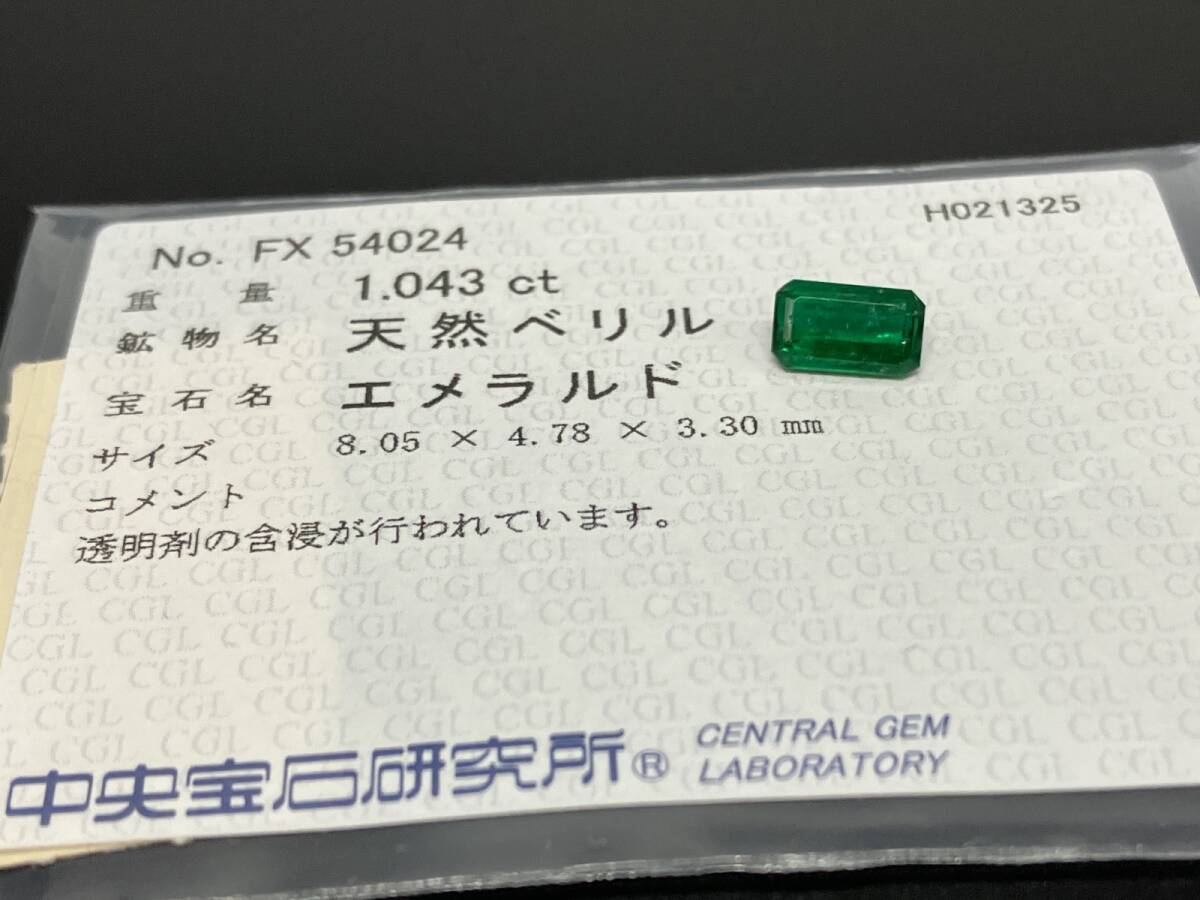 H021325
No. FX 54024
重量 1.043 ct
鉱物名 天然ベリル
宝石名 エメラルド
サイズ 8.05 × 4.78 × 3.30 mm
コメント
透明剤の含浸が行われています。
中央宝石研究所® CENTRAL GEM
LABORATORY